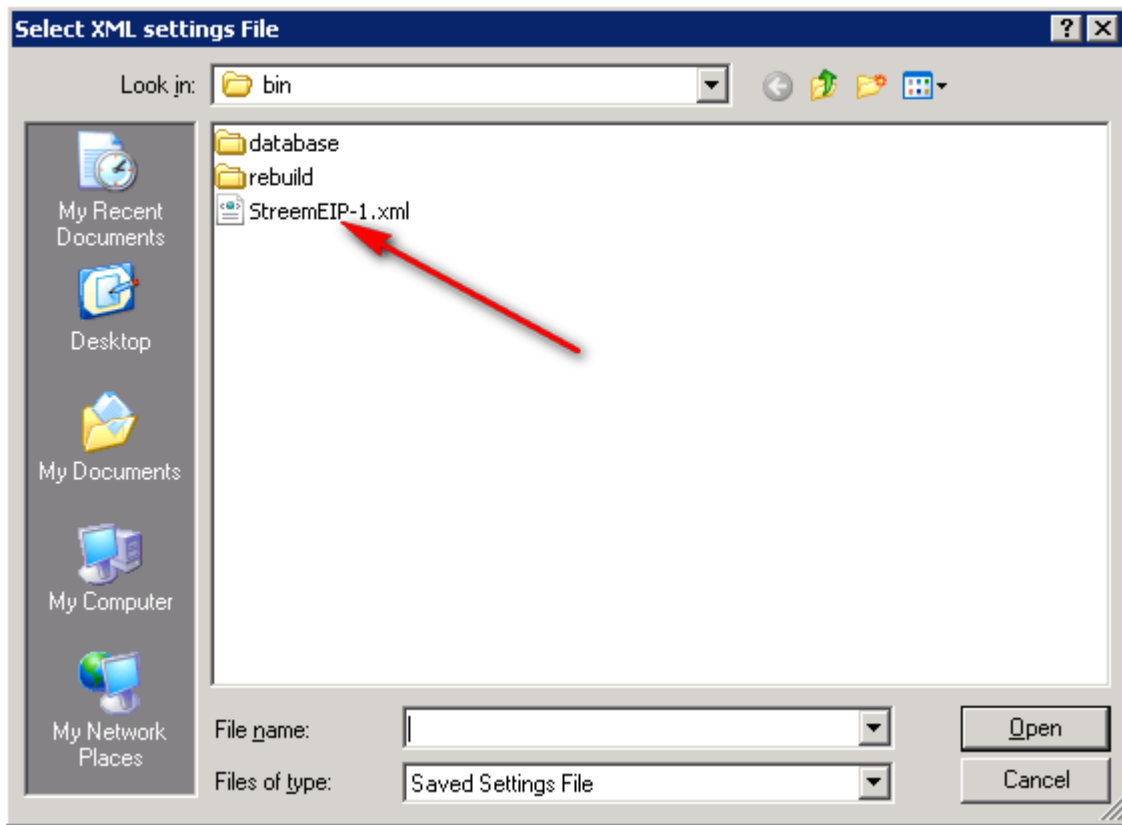 Select XML settings File
Look in: bin
database
rebuild
StreemEIP-1.xml
My Recent
Documents
Desktop
My Documents
My Computer
My Network
Places
File name:
Open
Files of type: Saved Settings File
Cancel